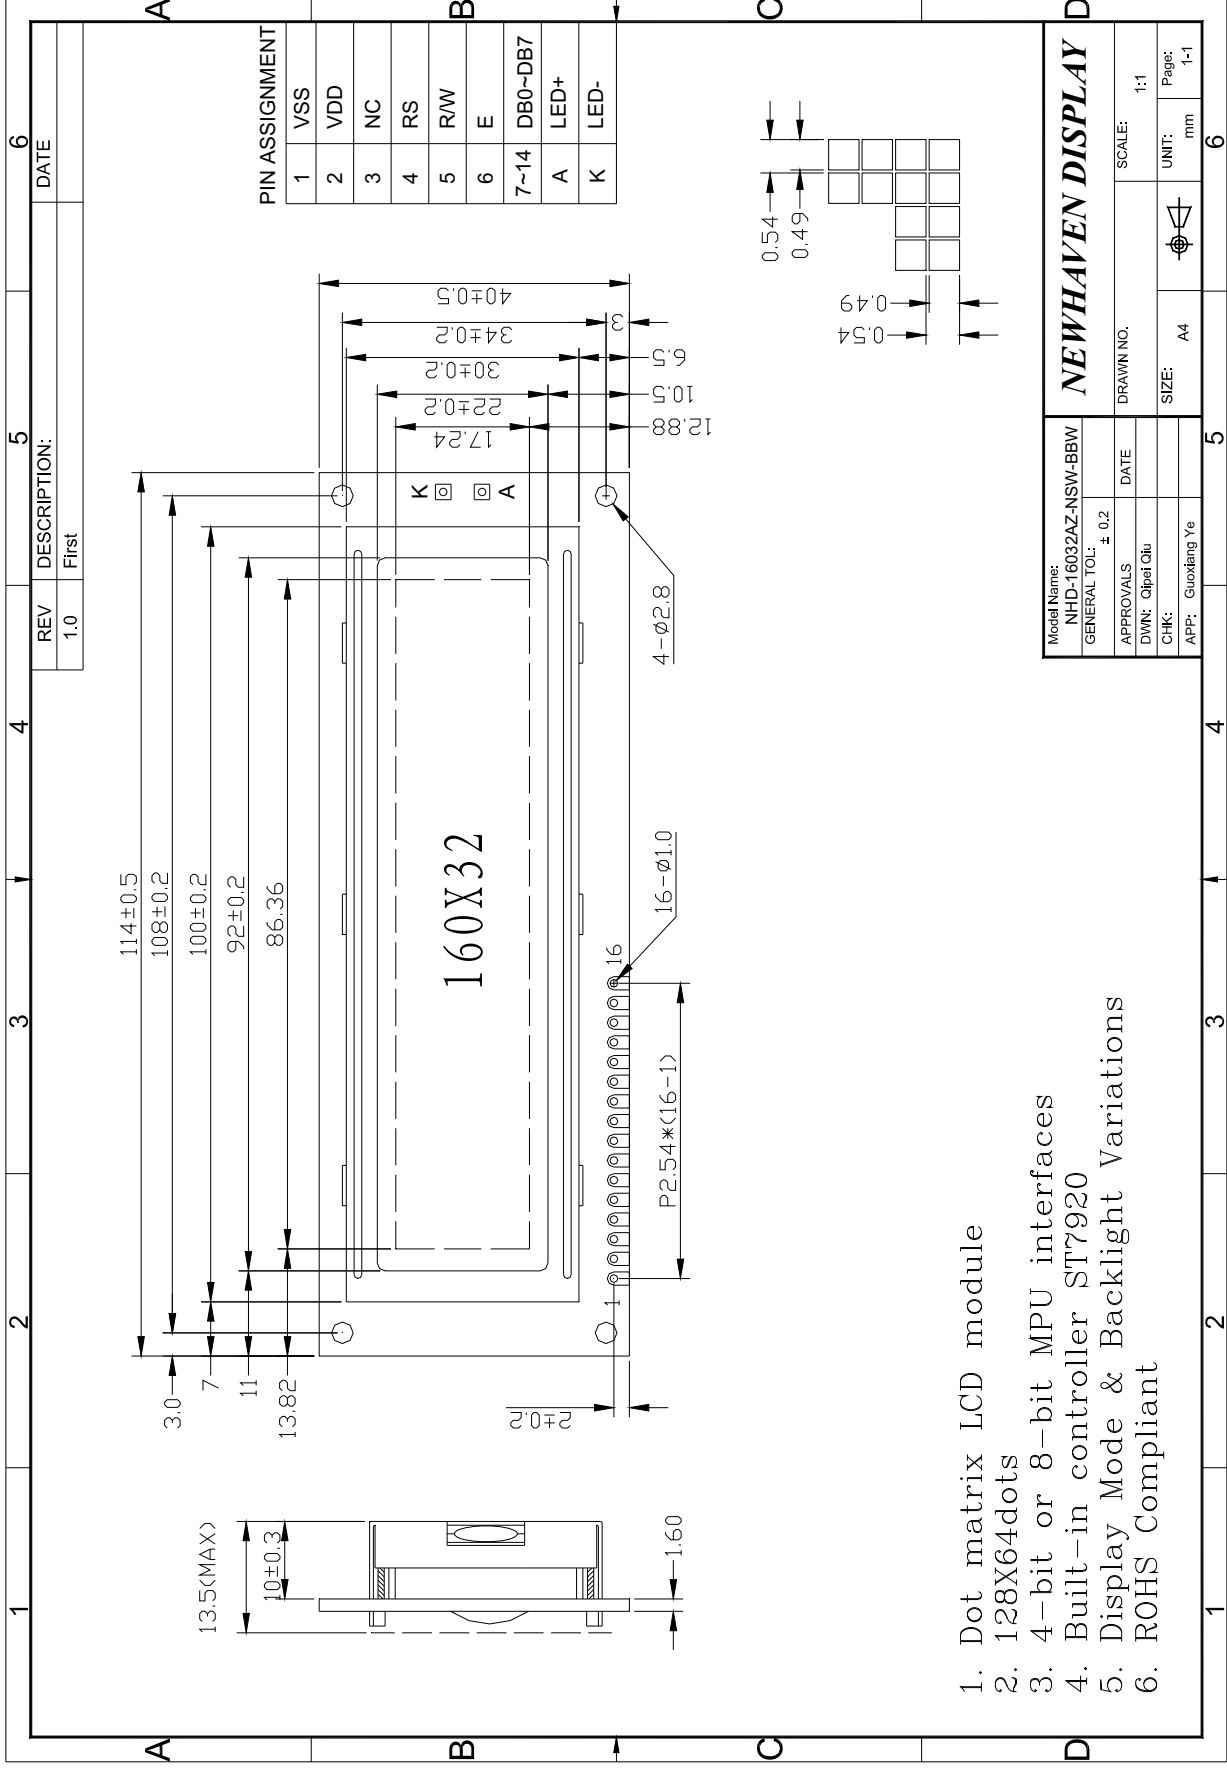 1 2 3 4 5 6
A
B
C
D
REV DESCRIPTION: DATE
1.0 First
PIN ASSIGNMENT
1 VSS
2 VDD
3 NC
4 RS
5 R/W
6 E
7~14 DB0~DB7
A LED+
K LED-
13.5(MAX)
10±0.3
1.60
114±0.5
108±0.2
100±0.2
92±0.2
86.36
3.0
7
11
13.82
2±0.2
160X32
K
A
1
16
P2.54*(16-1)
16-Ø1.0
4-Ø2.8
40±0.5
34±0.2
30±0.2
22±0.2
17.24
3
6.5
10.5
12.88
0.54
0.49
0.49
0.54
1. Dot matrix LCD module
2. 128X64dots
3. 4-bit or 8-bit MPU interfaces
4. Built-in controller ST7920
5. Display Mode & Backlight Variations
6. ROHS Compliant
Model Name:
NHD-16032AZ-NSW-BBW
GENERAL TOL: ± 0.2
APPROVALS DATE
DWN: Qipei Qiu
CHK:
APP: Guoxiang Ye
NEWHAVEN DISPLAY
DRAWN NO. SCALE: 1:1
SIZE: A4 UNIT: mm Page: 1-1
A
B
C
D
1 2 3 4 5 6